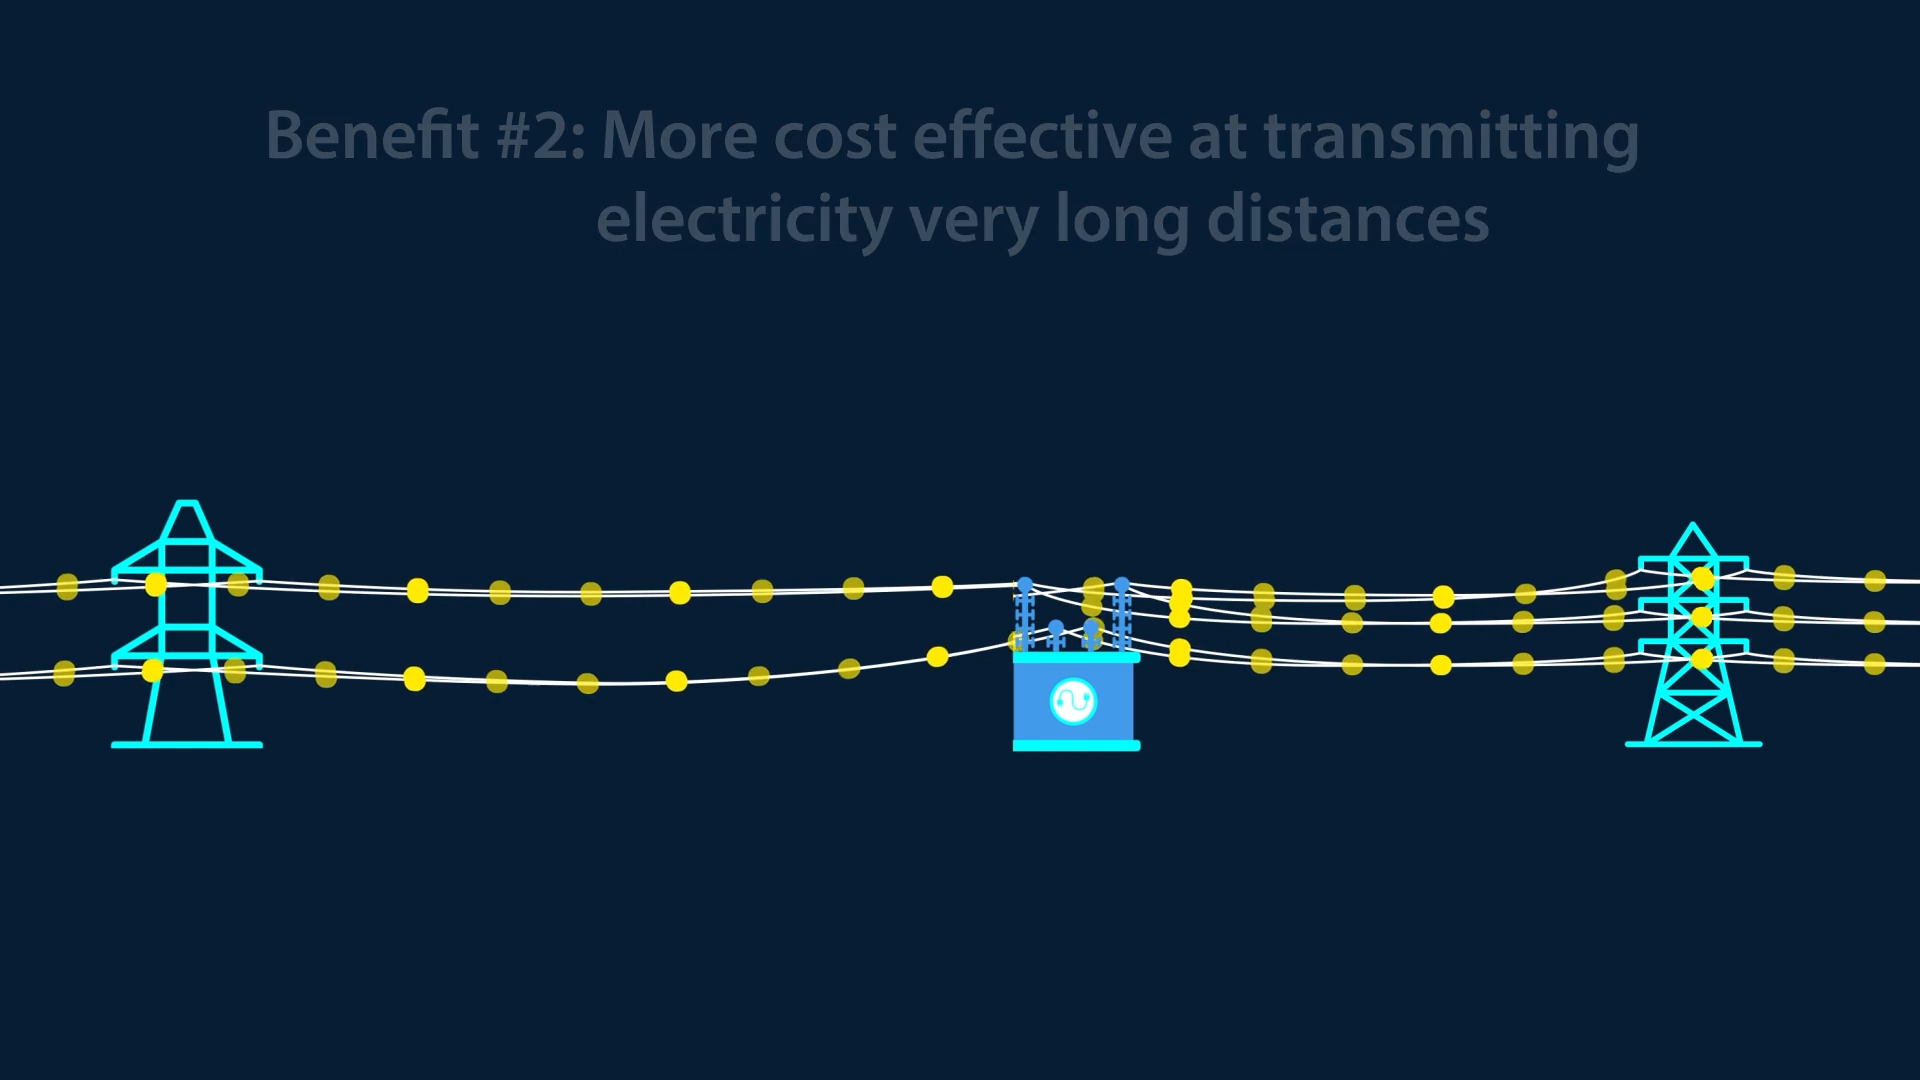 Benefit #2: More cost effective at transmitting
electricity very long distances